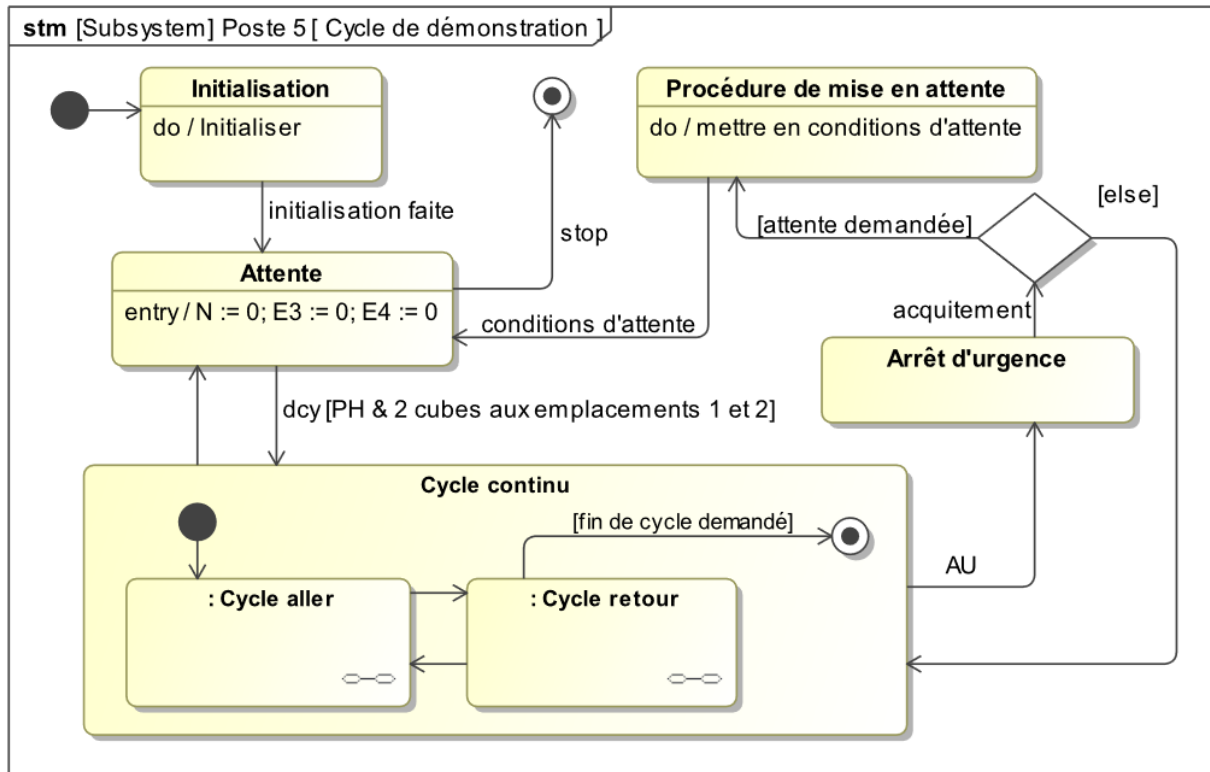 stm [Subsystem] Poste 5 [ Cycle de démonstration ]
Initialisation
do / Initialiser
Procédure de mise en attente
do / mettre en conditions d'attente
initialisation faite
stop
[attente demandée]
[else]
Attente
entry / N := 0; E3 := 0; E4 := 0
conditions d'attente
acquitement
Arrêt d'urgence
dcy [PH & 2 cubes aux emplacements 1 et 2]
Cycle continu
[fin de cycle demandé]
AU
: Cycle aller
: Cycle retour